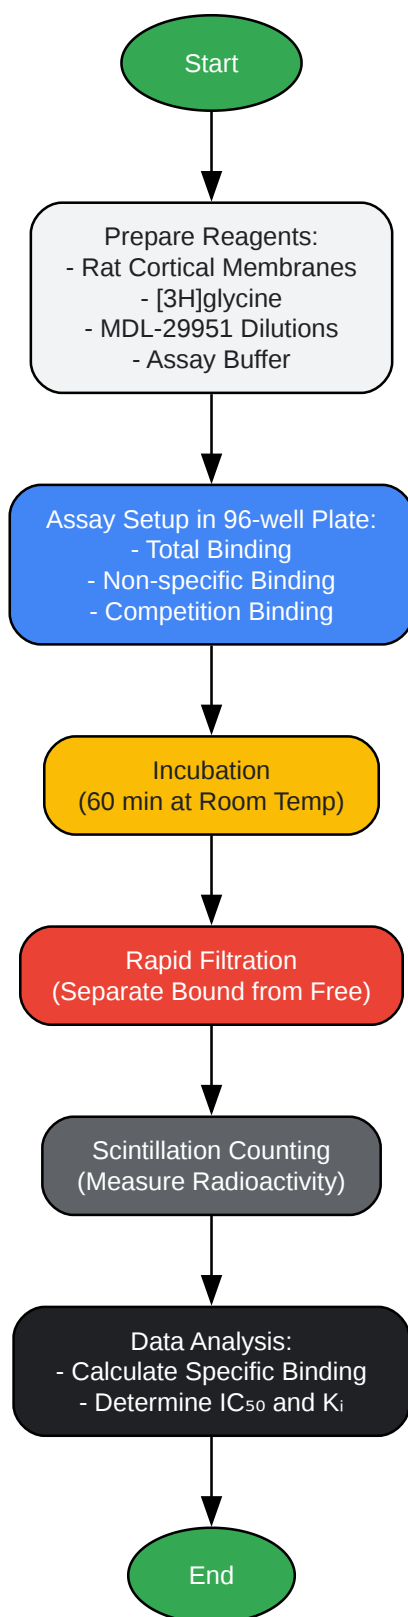 Start
Prepare Reagents:
- Rat Cortical Membranes
- [3H]glycine
- MDL-29951 Dilutions
- Assay Buffer
Assay Setup in 96-well Plate:
- Total Binding
- Non-specific Binding
- Competition Binding
Incubation
(60 min at Room Temp)
Rapid Filtration
(Separate Bound from Free)
Scintillation Counting
(Measure Radioactivity)
Data Analysis:
- Calculate Specific Binding
- Determine IC₅₀ and Kᵢ
End